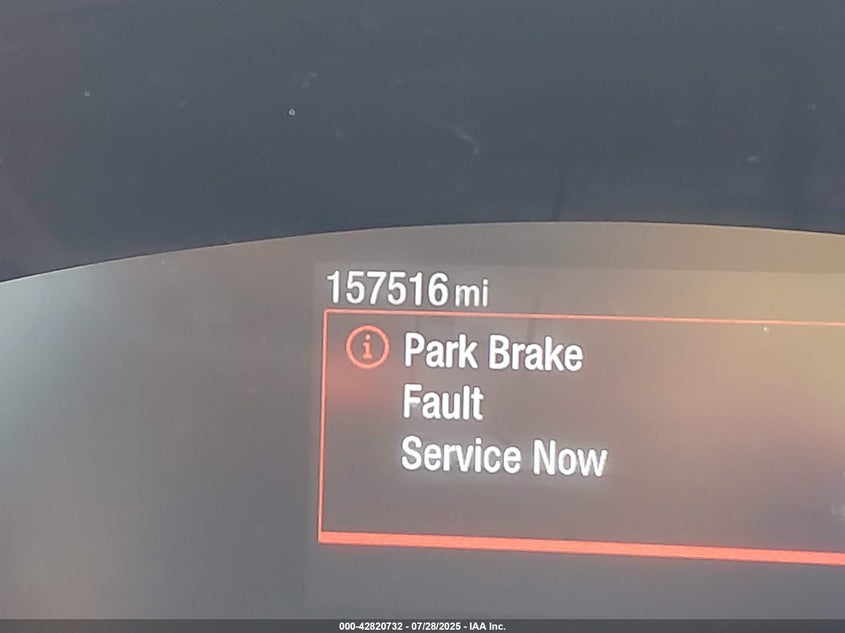 157516 mi
Park Brake
Fault
Service Now
000-42820732 - 07/28/2025 - IAA Inc.